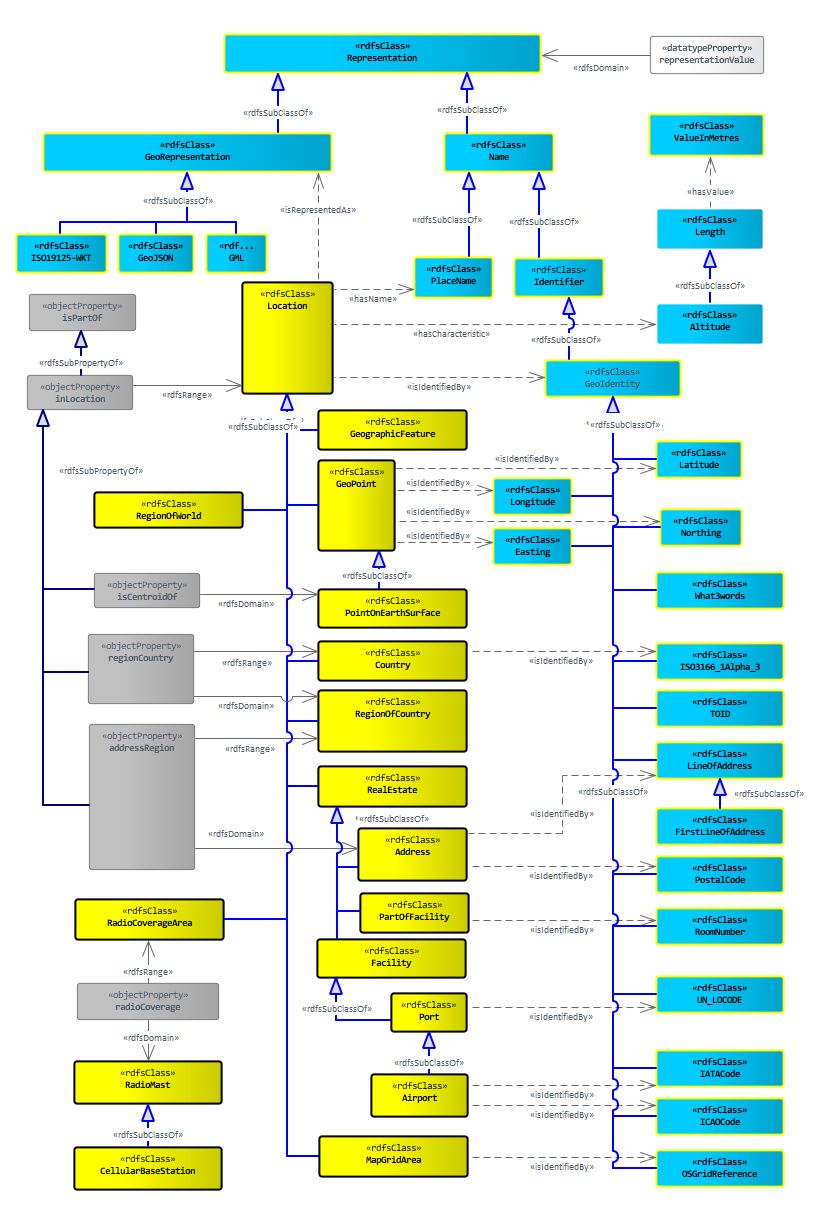 «rdfsClass»
Representation
«datatypeProperty»
representationValue
«rdfsDomain»
«rdfsSubClassOf»
«rdfsSubClassOf»
«rdfsClass»
GeoRepresentation
«rdfsClass»
Name
«rdfsClass»
ValueInMetres
«rdfsSubClassOf»
«isRepresentedAs»
«hasValue»
«rdfsSubClassOf»
«rdfsSubClassOf»
«rdfsClass»
Length
«rdfsClass»
ISO19125-WKT
«rdfsClass»
GeoJSON
«rdf...
GML
«rdfsClass»
PlaceName
«rdfsClass»
Identifier
«rdfsSubClassOf»
«objectProperty»
isPartOf
«rdfsClass»
Location
«hasName»
«rdfsClass»
Altitude
«hasCharacteristic»
«rdfsSubClassOf»
«rdfsSubPropertyOf»
«objectProperty»
inLocation
«rdfsRange»
«isIdentifiedBy»
«rdfsClass»
GeoIdentity
«rdfsSubClassOf»
«rdfsSubClassOf»
«rdfsClass»
GeographicFeature
«rdfsSubPropertyOf»
«rdfsClass»
GeoPoint
«isIdentifiedBy»
«rdfsClass»
Latitude
«isIdentifiedBy»
«rdfsClass»
Longitude
«rdfsClass»
RegionOfWorld
«isIdentifiedBy»
«rdfsClass»
Northing
«isIdentifiedBy»
«rdfsClass»
Easting
«rdfsSubClassOf»
«objectProperty»
isCentroidOf
«rdfsDomain»
«rdfsClass»
PointOnEarthSurface
«rdfsClass»
What3words
«objectProperty»
regionCountry
«rdfsRange»
«rdfsClass»
Country
«isIdentifiedBy»
«rdfsClass»
ISO3166_1Alpha_3
«rdfsDomain»
«rdfsClass»
RegionOfCountry
«rdfsClass»
TOID
«objectProperty»
addressRegion
«rdfsRange»
«rdfsClass»
LineOfAddress
«rdfsClass»
RealEstate
«rdfsSubClassOf»
«rdfsSubClassOf»
«rdfsSubClassOf»
«isIdentifiedBy»
«rdfsClass»
FirstLineOfAddress
«rdfsDomain»
«rdfsClass»
Address
«isIdentifiedBy»
«rdfsClass»
PostalCode
«rdfsClass»
RadioCoverageArea
«rdfsClass»
PartOfFacility
«isIdentifiedBy»
«rdfsClass»
RoomNumber
«rdfsClass»
Facility
«rdfsRange»
«objectProperty»
radioCoverage
«rdfsSubClassOf»
«rdfsClass»
Port
«isIdentifiedBy»
«rdfsClass»
UN_LOCODE
«rdfsDomain»
«rdfsSubClassOf»
«rdfsClass»
RadioMast
«rdfsClass»
Airport
«isIdentifiedBy»
«rdfsClass»
IATACode
«isIdentifiedBy»
«rdfsClass»
ICAOCode
«rdfsSubClassOf»
«rdfsClass»
CellularBaseStation
«rdfsClass»
MapGridArea
«isIdentifiedBy»
«rdfsClass»
OSGridReference